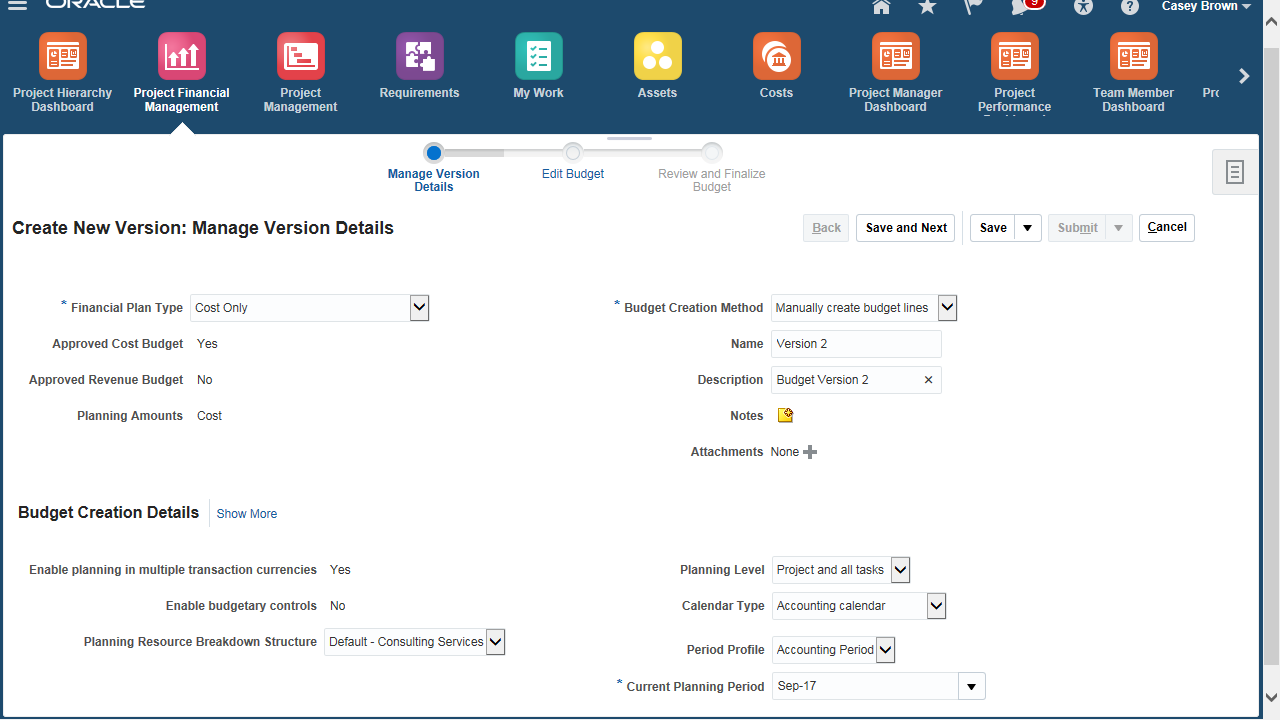 ORACLE
9
Casey Brown
Project Hierarchy
Dashboard
Project Financial
Management
Project
Management
Requirements
My Work
Assets
Costs
Project Manager
Dashboard
Project
Performance
Team Member
Dashboard
Manage Version
Details
Edit Budget
Review and Finalize
Budget
Create New Version: Manage Version Details
Back
Save and Next
Save
Submit
Cancel
* Financial Plan Type Cost Only
Approved Cost Budget Yes
Approved Revenue Budget No
Planning Amounts Cost
* Budget Creation Method Manually create budget lines
Name Version 2
Description Budget Version 2
Notes
Attachments None
Budget Creation Details Show More
Enable planning in multiple transaction currencies Yes
Enable budgetary controls No
Planning Resource Breakdown Structure Default - Consulting Services
Planning Level Project and all tasks
Calendar Type Accounting calendar
Period Profile Accounting Period
* Current Planning Period Sep-17